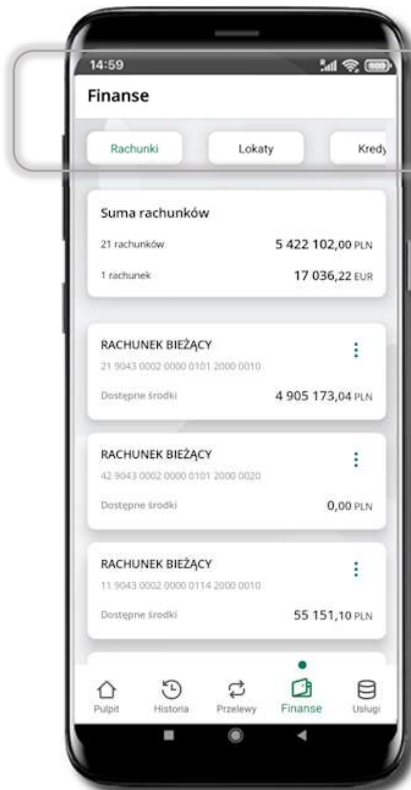 14:59
Finanse
Rachunki Lokaty Kredy
Suma rachunków
21 rachunków 5 422 102,00 PLN
1 rachunek 17 036,22 EUR
RACHUNEK BIEŻĄCY
21 9043 0002 0000 0101 2000 0010
Dostępne środki 4 905 173,04 PLN
RACHUNEK BIEŻĄCY
42 9043 0002 0000 0101 2000 0020
Dostępne środki 0,00 PLN
RACHUNEK BIEŻĄCY
11 9043 0002 0000 0114 2000 0010
Dostępne środki 55 151,10 PLN
Pulpit Historia Przelewy Finanse Usługi